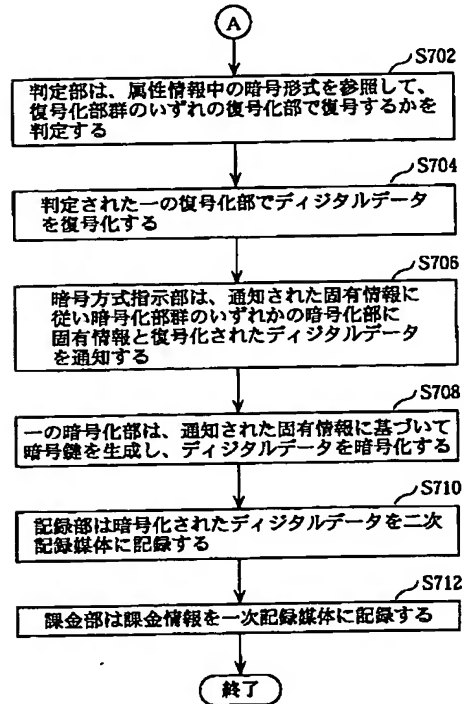 A
S702
判定部は、属性情報中の暗号形式を参照して、
復号化部群のいずれの復号化部で復号するかを
判定する
S704
判定された一の復号化部でディジタルデータ
を復号化する
S706
暗号方式指示部は、通知された固有情報に
従い暗号化部群のいずれかの暗号化部に
固有情報と復号化されたディジタルデータ
を通知する
S708
一の暗号化部は、通知された固有情報に基づいて
暗号鍵を生成し、ディジタルデータを暗号化する
S710
記録部は暗号化されたディジタルデータを二次
記録媒体に記録する
S712
課金部は課金情報を一次記録媒体に記録する
終了